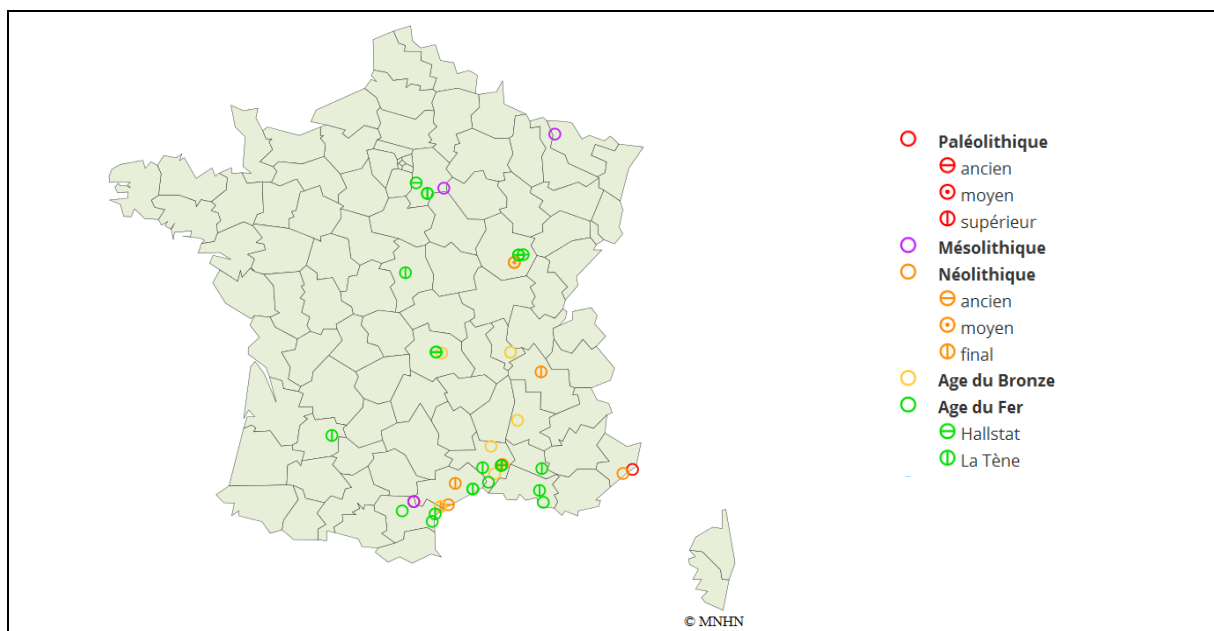 Paléolithique
ancien
moyen
supérieur
Mésolithique
Néolithique
ancien
moyen
final
Age du Bronze
Age du Fer
Hallstat
La Tène
© MNHN